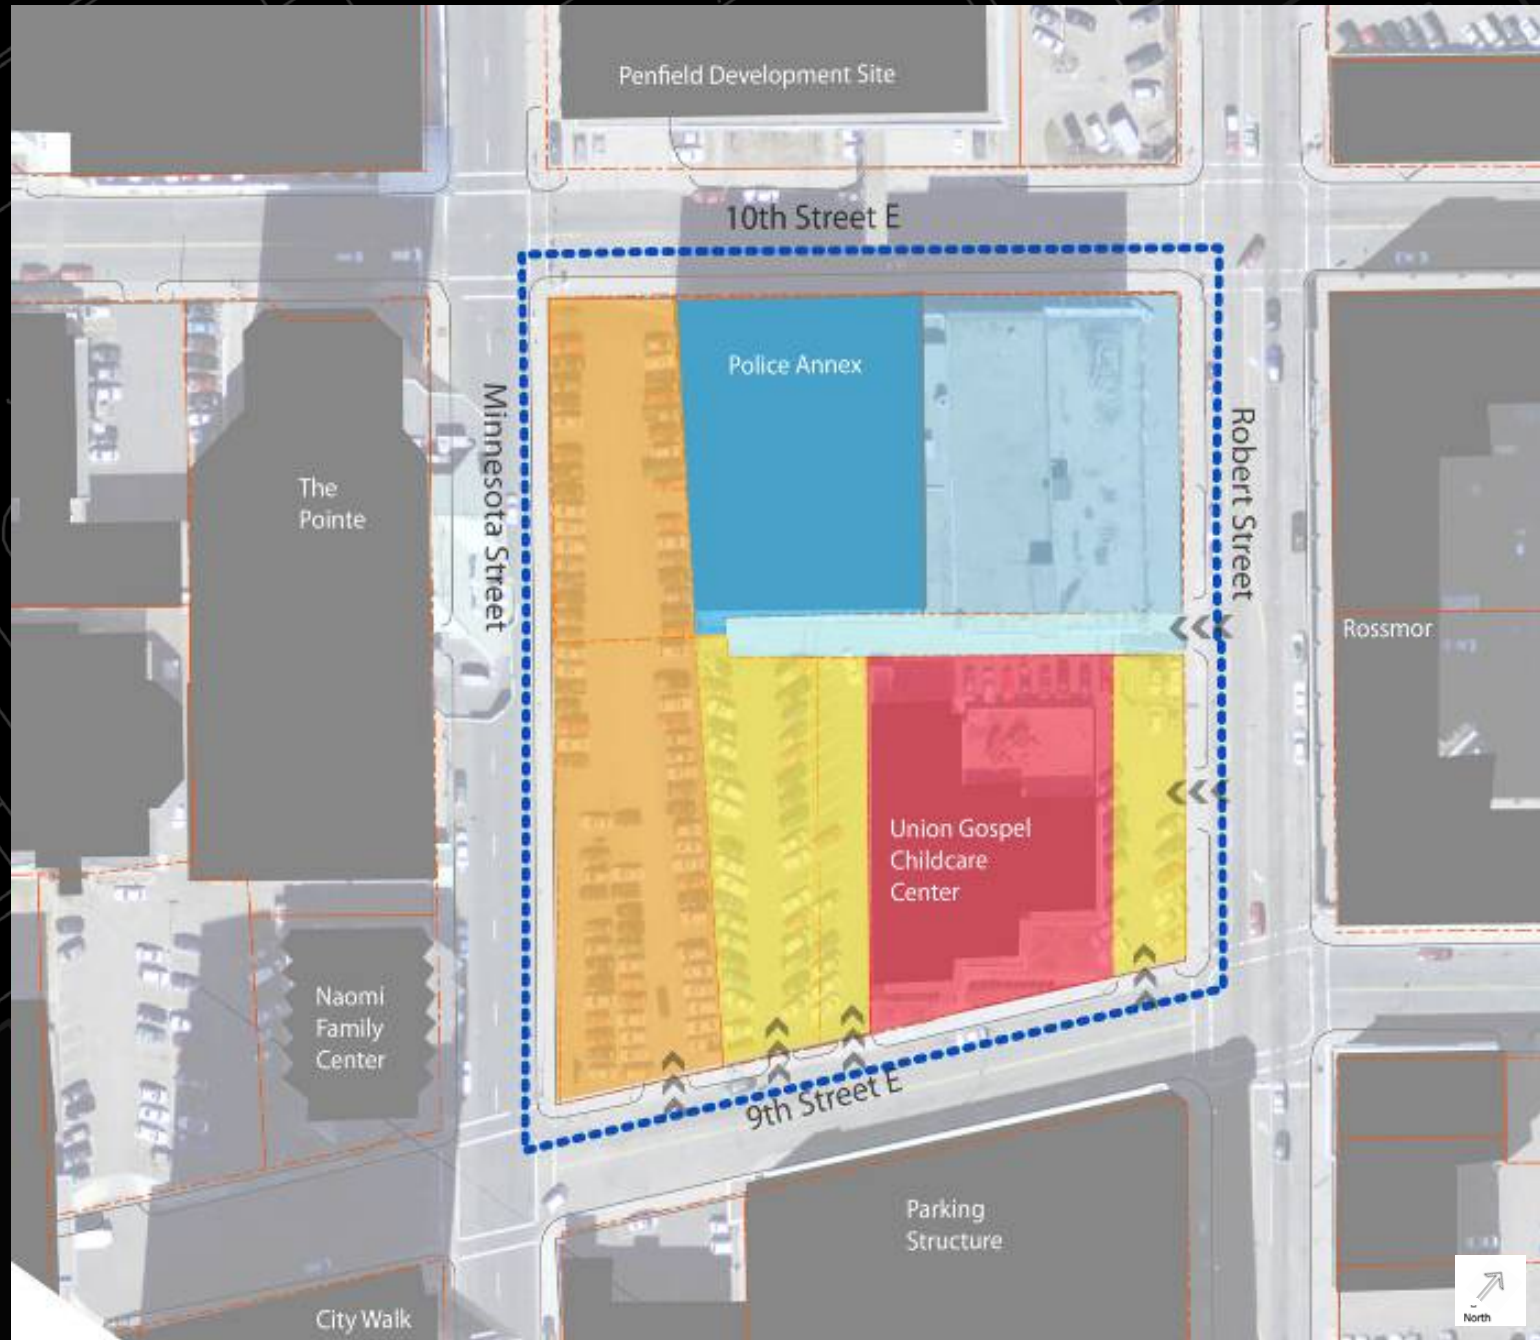 Penfield Development Site
10th Street E
Police Annex
Minnesota Street
Robert Street
The
Pointe
Rossmor
Union Gospel
Childcare
Center
Naomi
Family
Center
9th Street E
Parking
Structure
City Walk
North